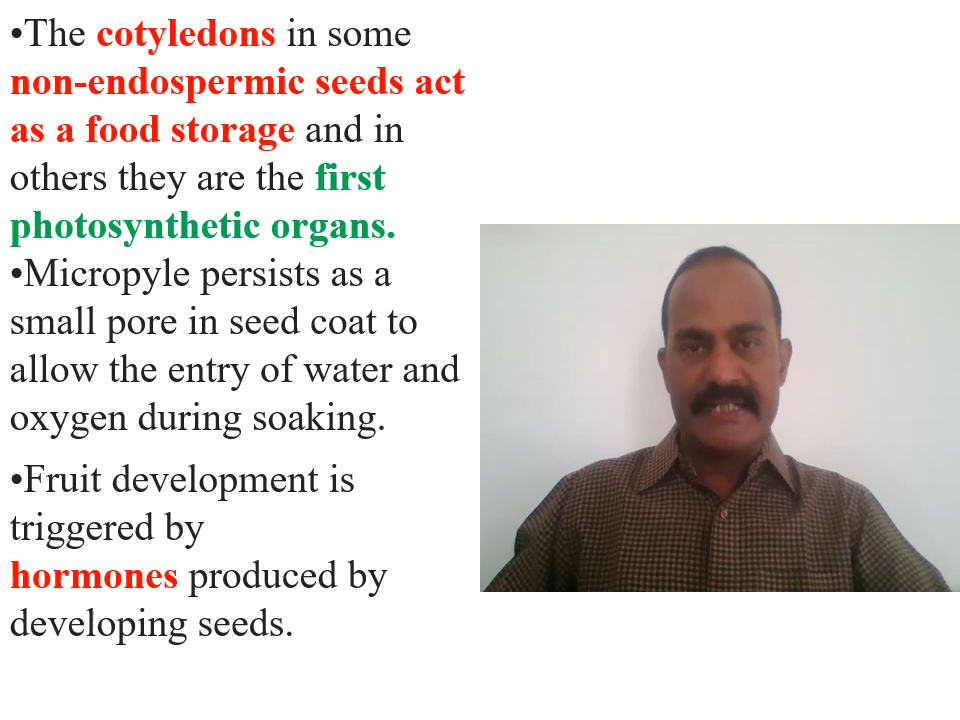 •The cotyledons in some
non-endospermic seeds act
as a food storage and in
others they are the first
photosynthetic organs.
•Micropyle persists as a
small pore in seed coat to
allow the entry of water and
oxygen during soaking.
•Fruit development is
triggered by
hormones produced by
developing seeds.